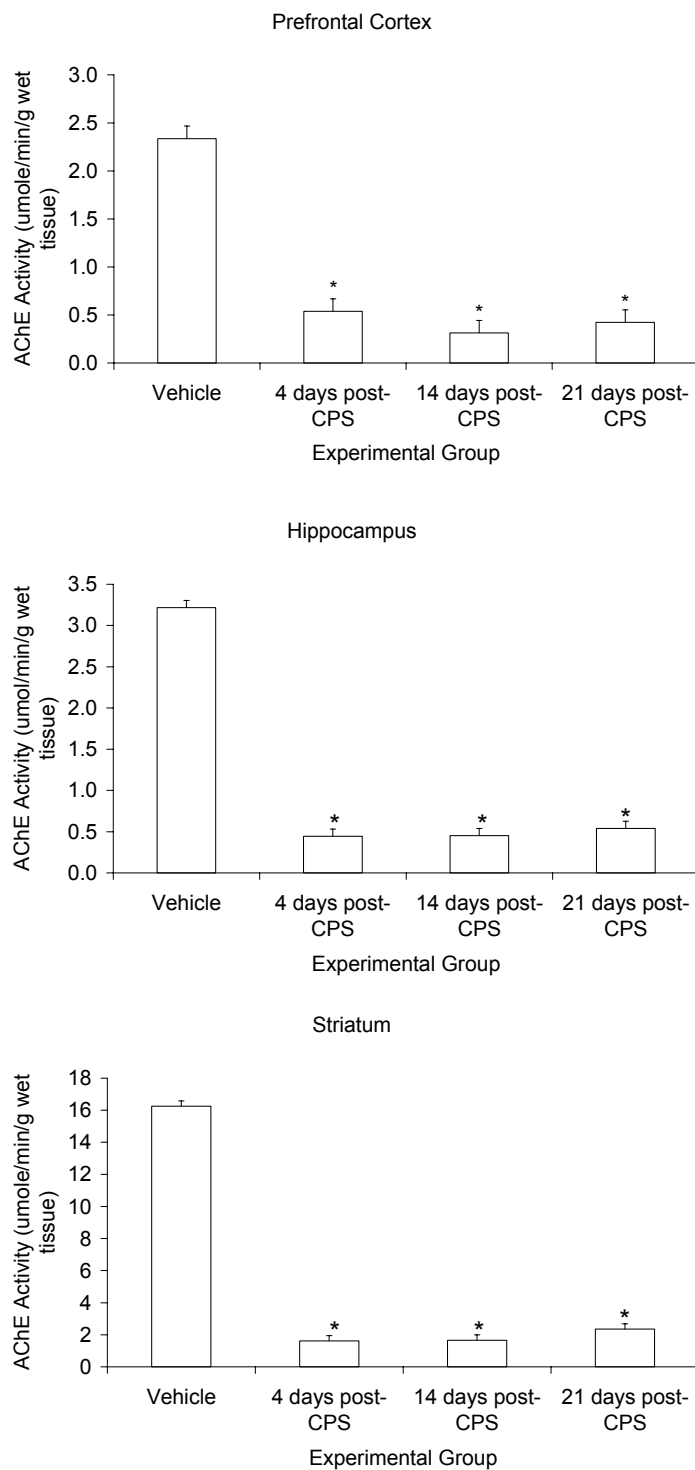 Prefrontal Cortex
AChE Activity (umole/min/g wet
tissue)
3.0
2.5
2.0
1.5
1.0
0.5
0.0
*
*
*
Vehicle
4 days post-
CPS
14 days post-
CPS
21 days post-
CPS
Experimental Group
Hippocampus
AChE Activity (umol/min/g wet
tissue)
3.5
3.0
2.5
2.0
1.5
1.0
0.5
0.0
*
*
*
Vehicle
4 days post-
CPS
14 days post-
CPS
21 days post-
CPS
Experimental Group
Striatum
AChE Activity (umole/min/g wet
tissue)
18
16
14
12
10
8
6
4
2
0
*
*
*
Vehicle
4 days post-
CPS
14 days post-
CPS
21 days post-
CPS
Experimental Group